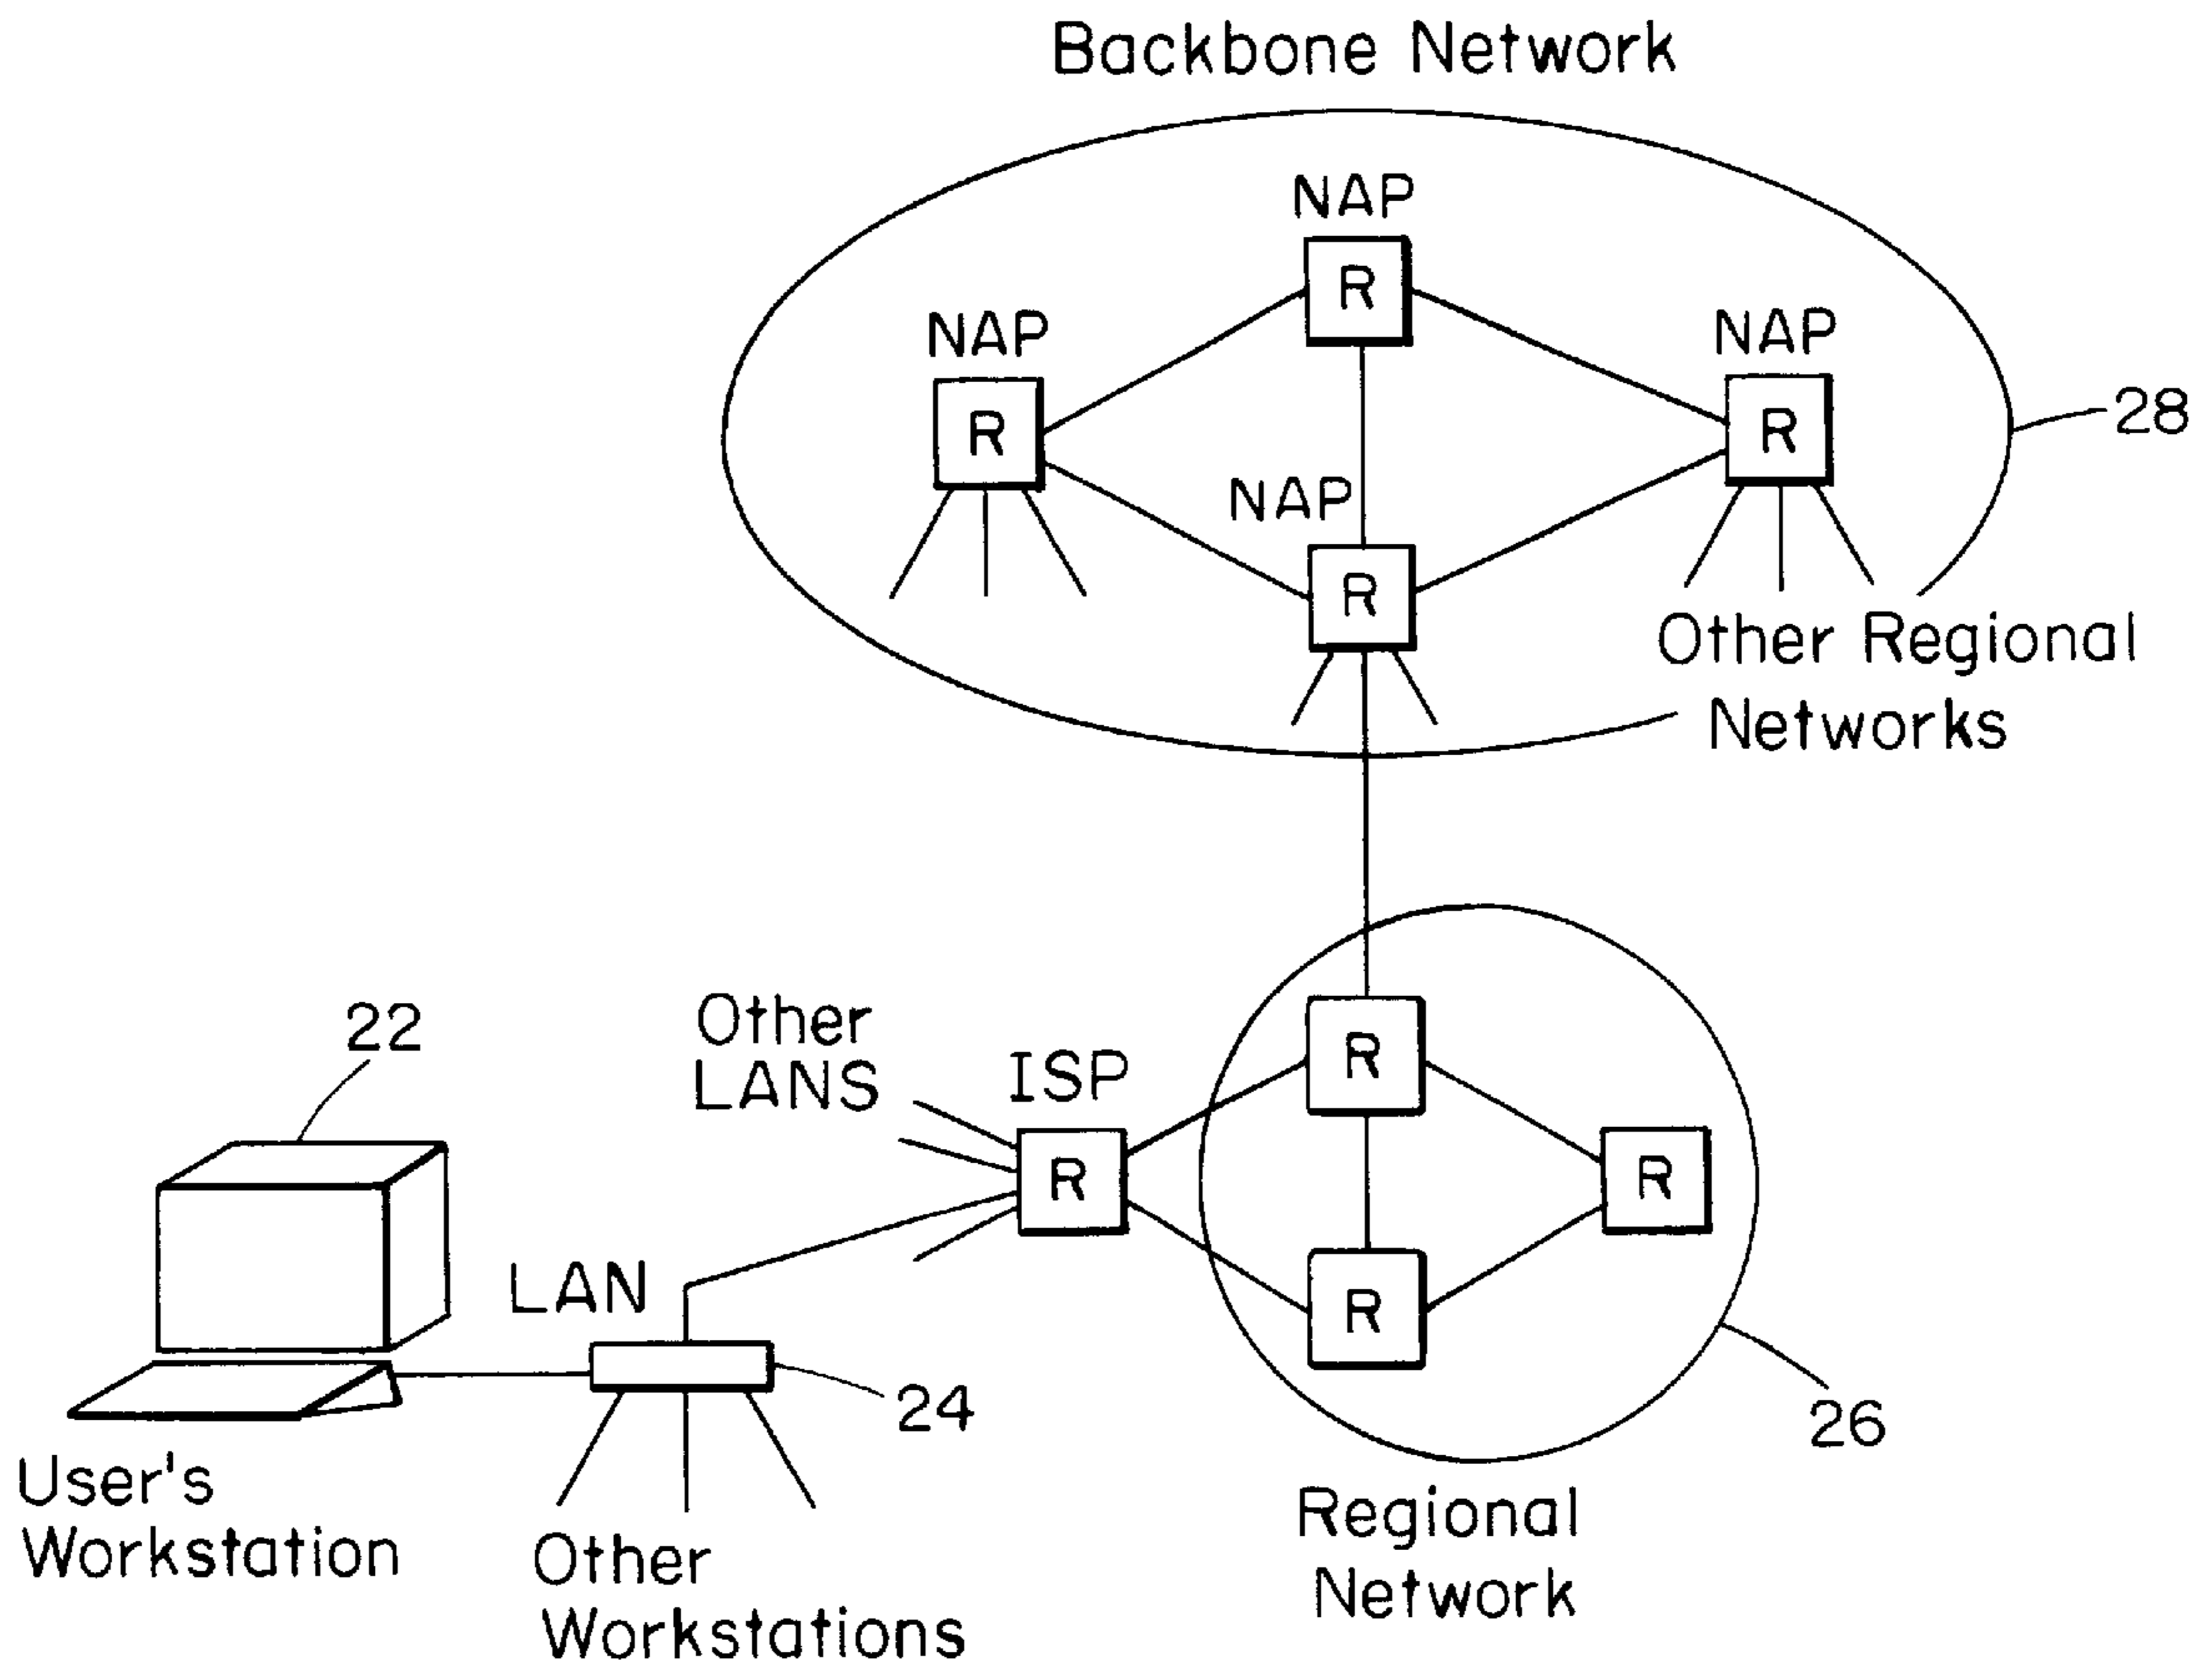 Backbone Network
NAP
R
NAP
NAP
R
R
28
NAP
R
Other Regional
Networks
Other
LANS
ISP
22
R
R
R
LAN
R
24
26
User's
Workstation
Other
Workstations
Regional
Network